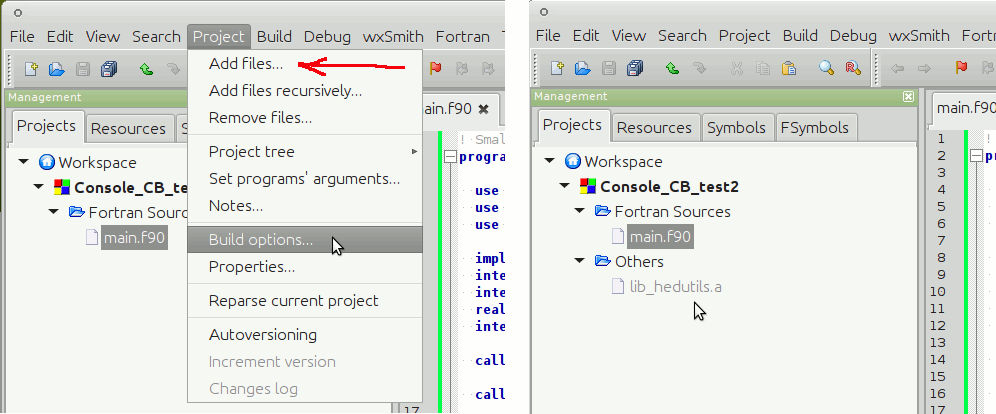 File Edit View Search Project Build Debug wxSmith Fortran T
Management
Projects Resources S
Workspace
Console_CB_te
Fortran Sourc
main.f90
Add files...
Add files recursively...
Remove files...
Project tree
Set programs' arguments...
Notes...
Build options...
Properties...
Reparse current project
Autoversioning
Increment version
Changes log
ain.f90
! Smal
progra
use
use
use
impl
inte
inte
real
inte
call
call
17
File Edit View Search Project Build Debug wxSmith Fort
Management
Projects Resources Symbols FSymbols
Workspace
Console_CB_test2
Fortran Sources
main.f90
Others
lib_hedutils.a
main.f90
1 !
2 pr
3
4
5
6
7
8
9
10
11
12
13
14
15
16
17